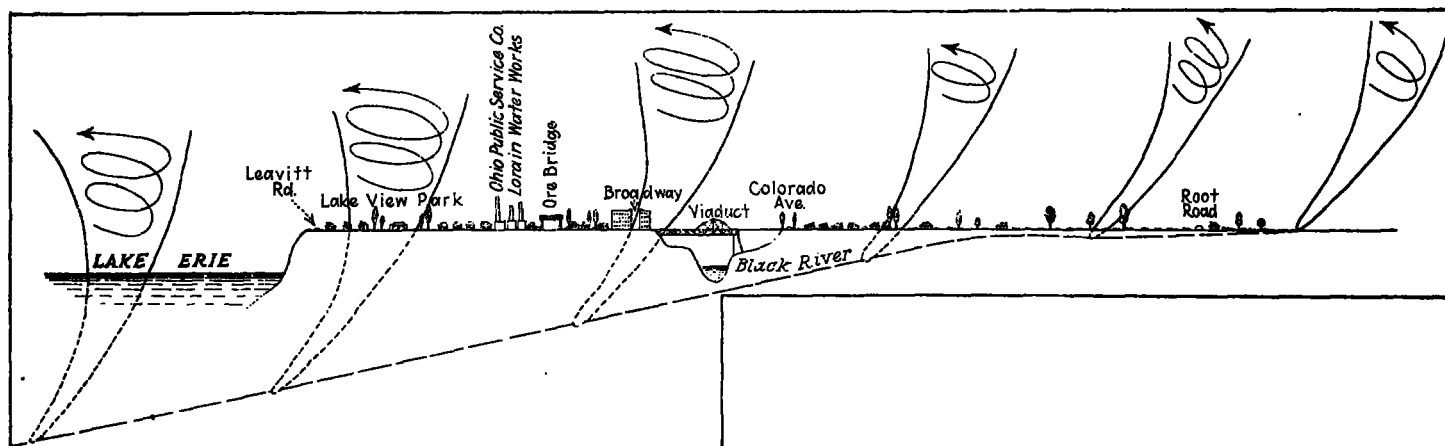 LAKE ERIE
Leavitt
Rd.
Lake View Park
Ohio Public Service Co.
Lorain Water Works
Ore Bridge
Broadway
Viaduct
Black River
Colorado
Ave.
Root
Road